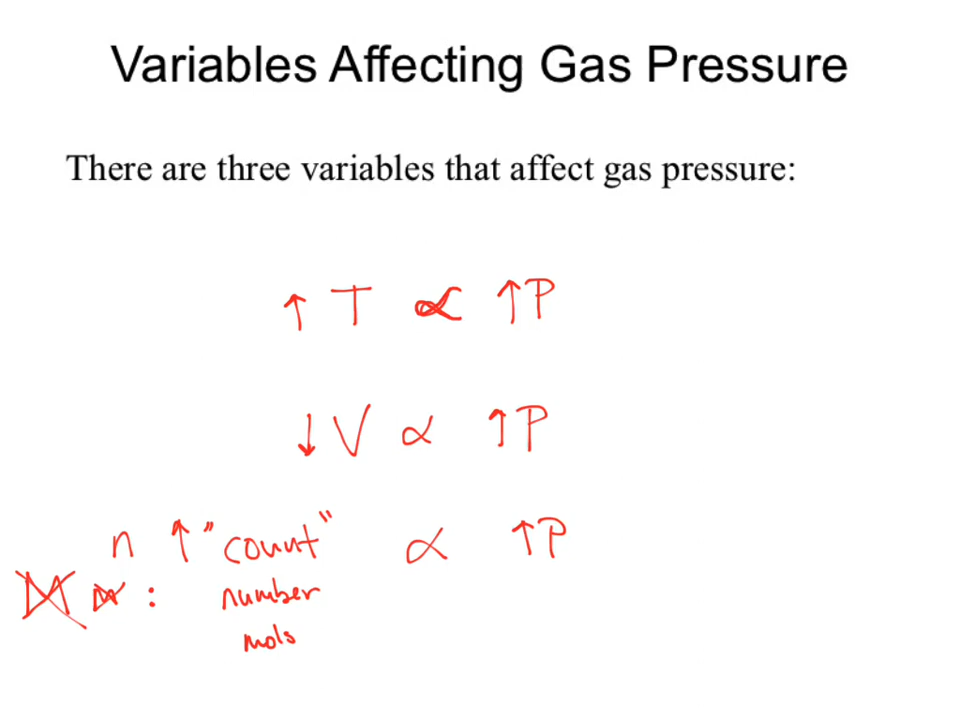 Variables Affecting Gas Pressure
There are three variables that affect gas pressure:
↑ T ∝ ↑P
↓ V ∝ ↑P
n ↑ "count" ∝ ↑P
: number
mols